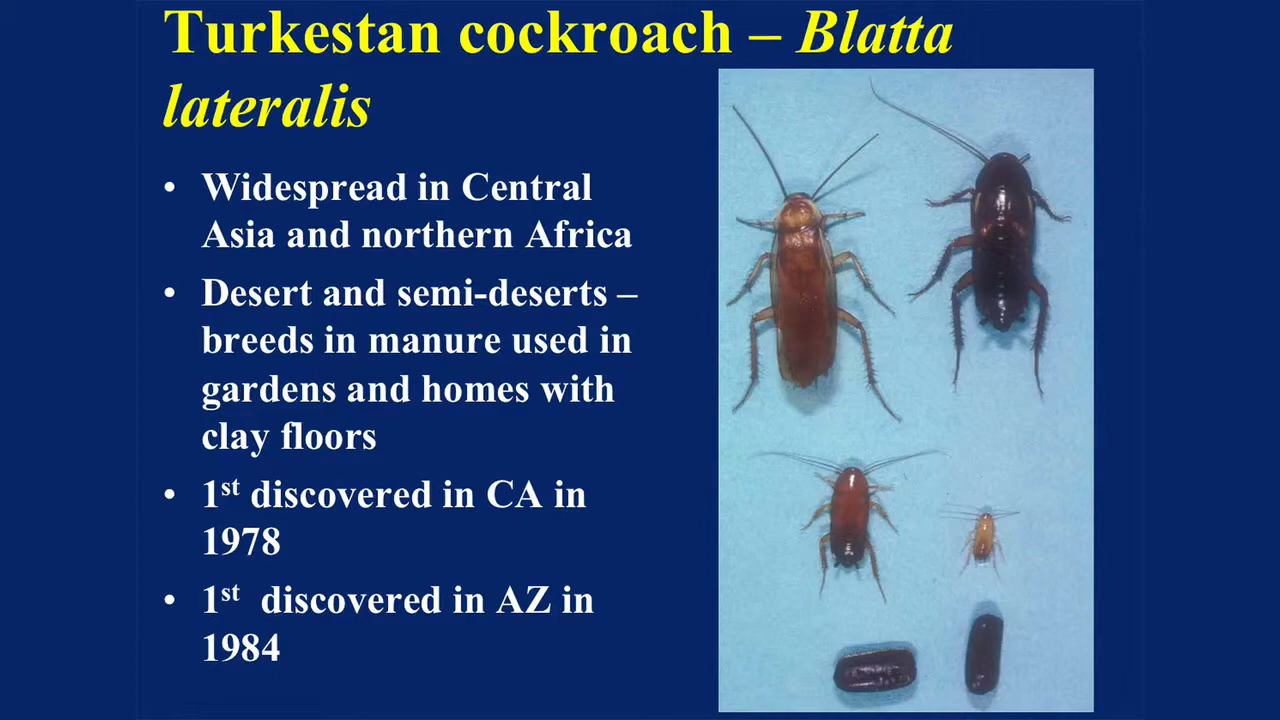 Turkestan cockroach – Blatta
lateralis
• Widespread in Central
Asia and northern Africa
• Desert and semi-deserts –
breeds in manure used in
gardens and homes with
clay floors
• 1st discovered in CA in
1978
• 1st  discovered in AZ in
1984